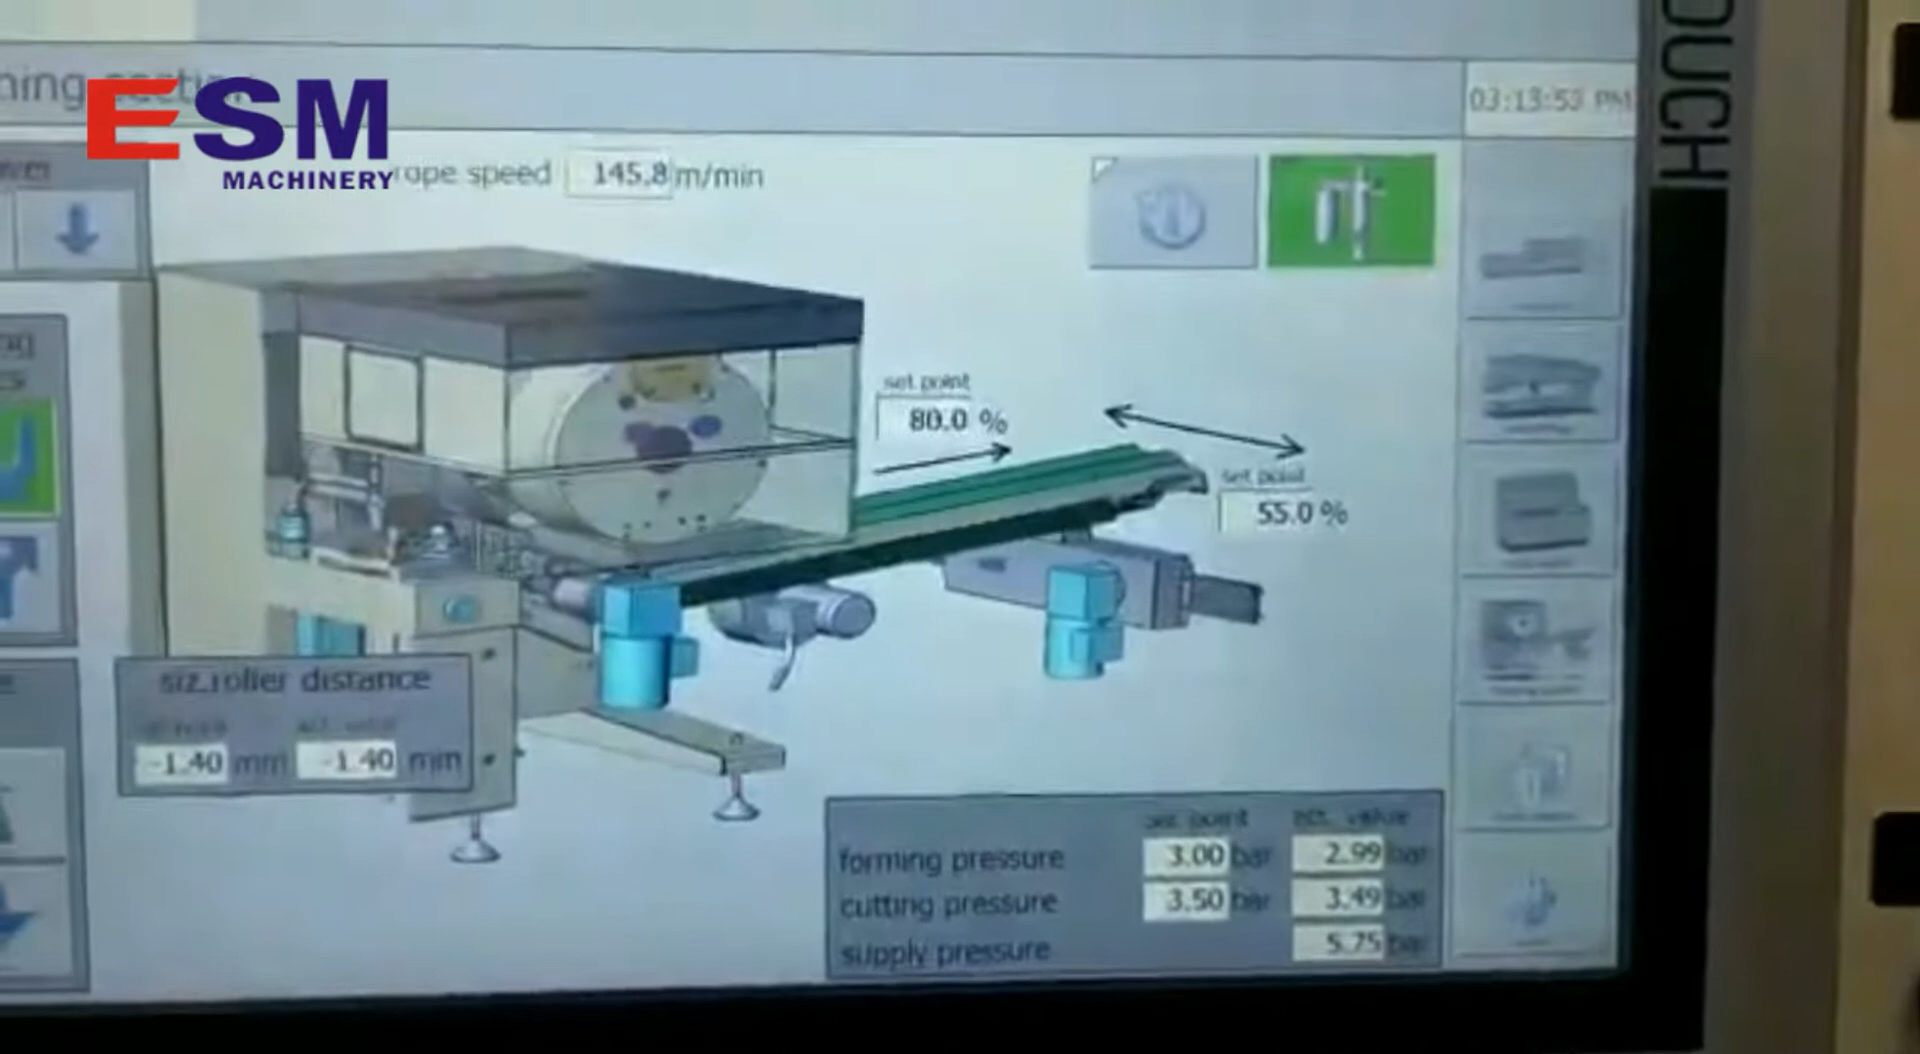 ESM
MACHINERY
03:13:53 PM
OUCH
rope speed 145.8 m/min
set point
80.0 %
set point
55.0 %
siz.roller distance
-1.40 mm -1.40 mm
set point act. value
forming pressure 3.00 bar 2.99 bar
cutting pressure 3.50 bar 3.49 bar
supply pressure 5.75 bar